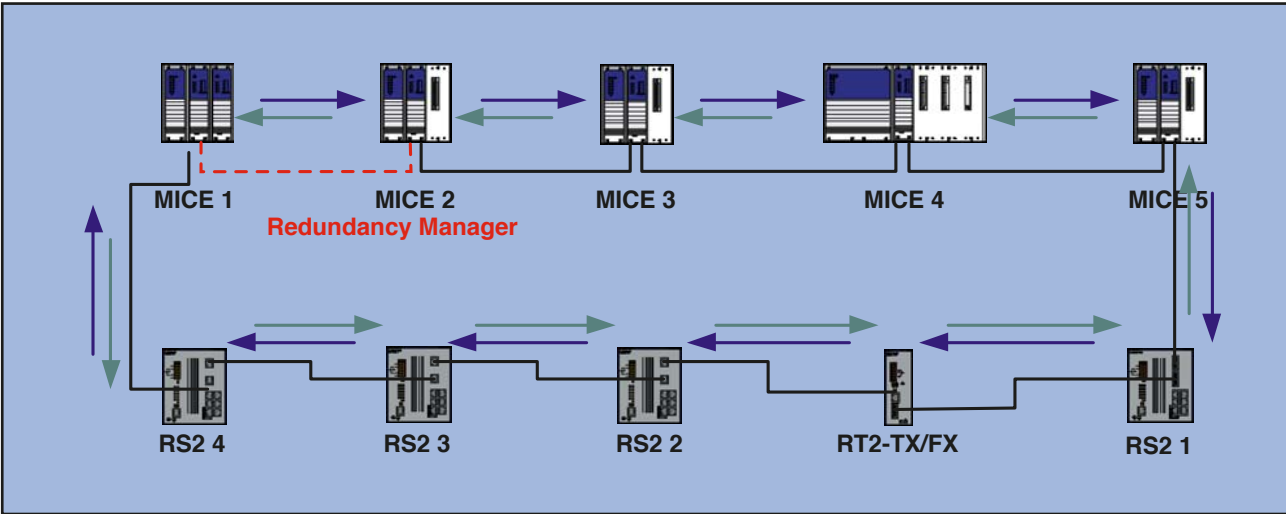 MICE 1
MICE 2
MICE 3
MICE 4
MICE 5
Redundancy Manager
RS2 4
RS2 3
RS2 2
RT2-TX/FX
RS2 1